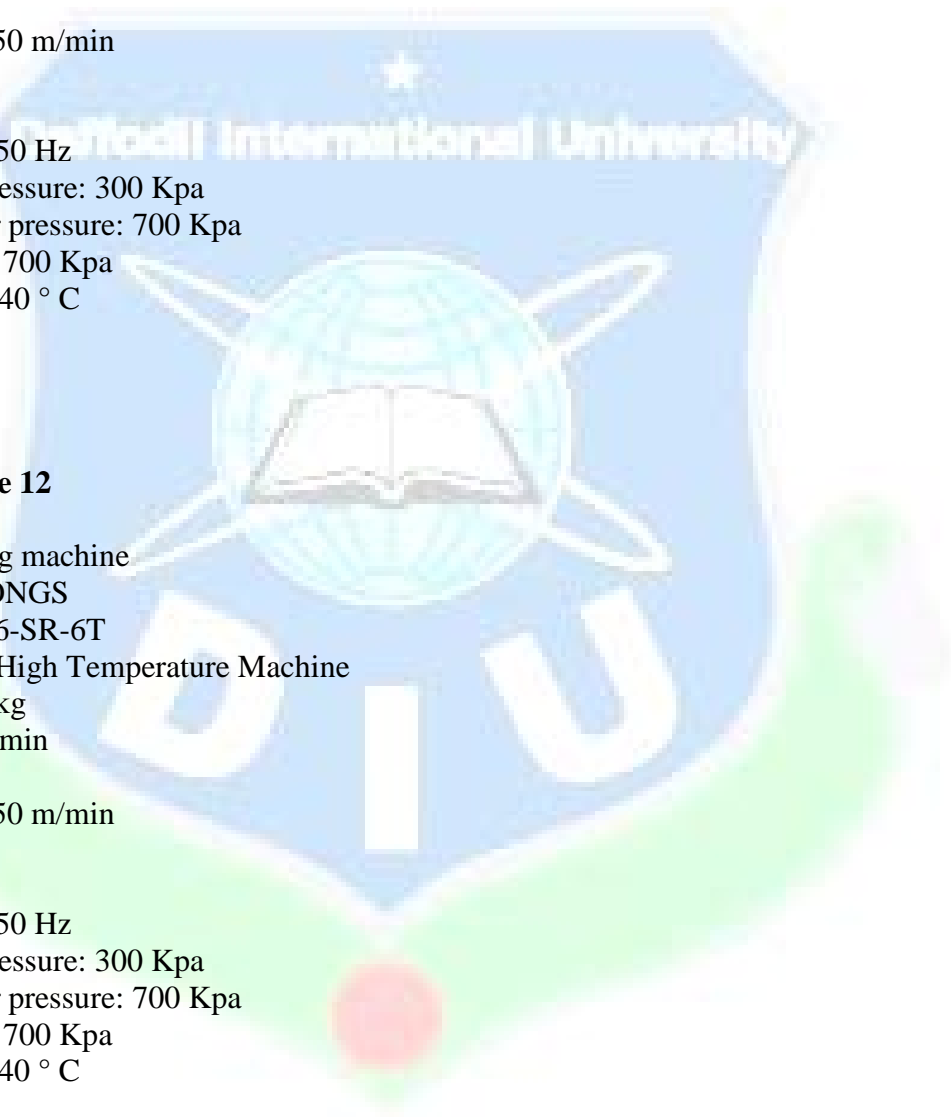 50 m/min
Daffodil International University
50 Hz
essure: 300 Kpa
r pressure: 700 Kpa
700 Kpa
40 ° C
e 12
g machine
ONGS
6-SR-6T
High Temperature Machine
kg
min
50 m/min
50 Hz
essure: 300 Kpa
r pressure: 700 Kpa
700 Kpa
40 ° C
DIU